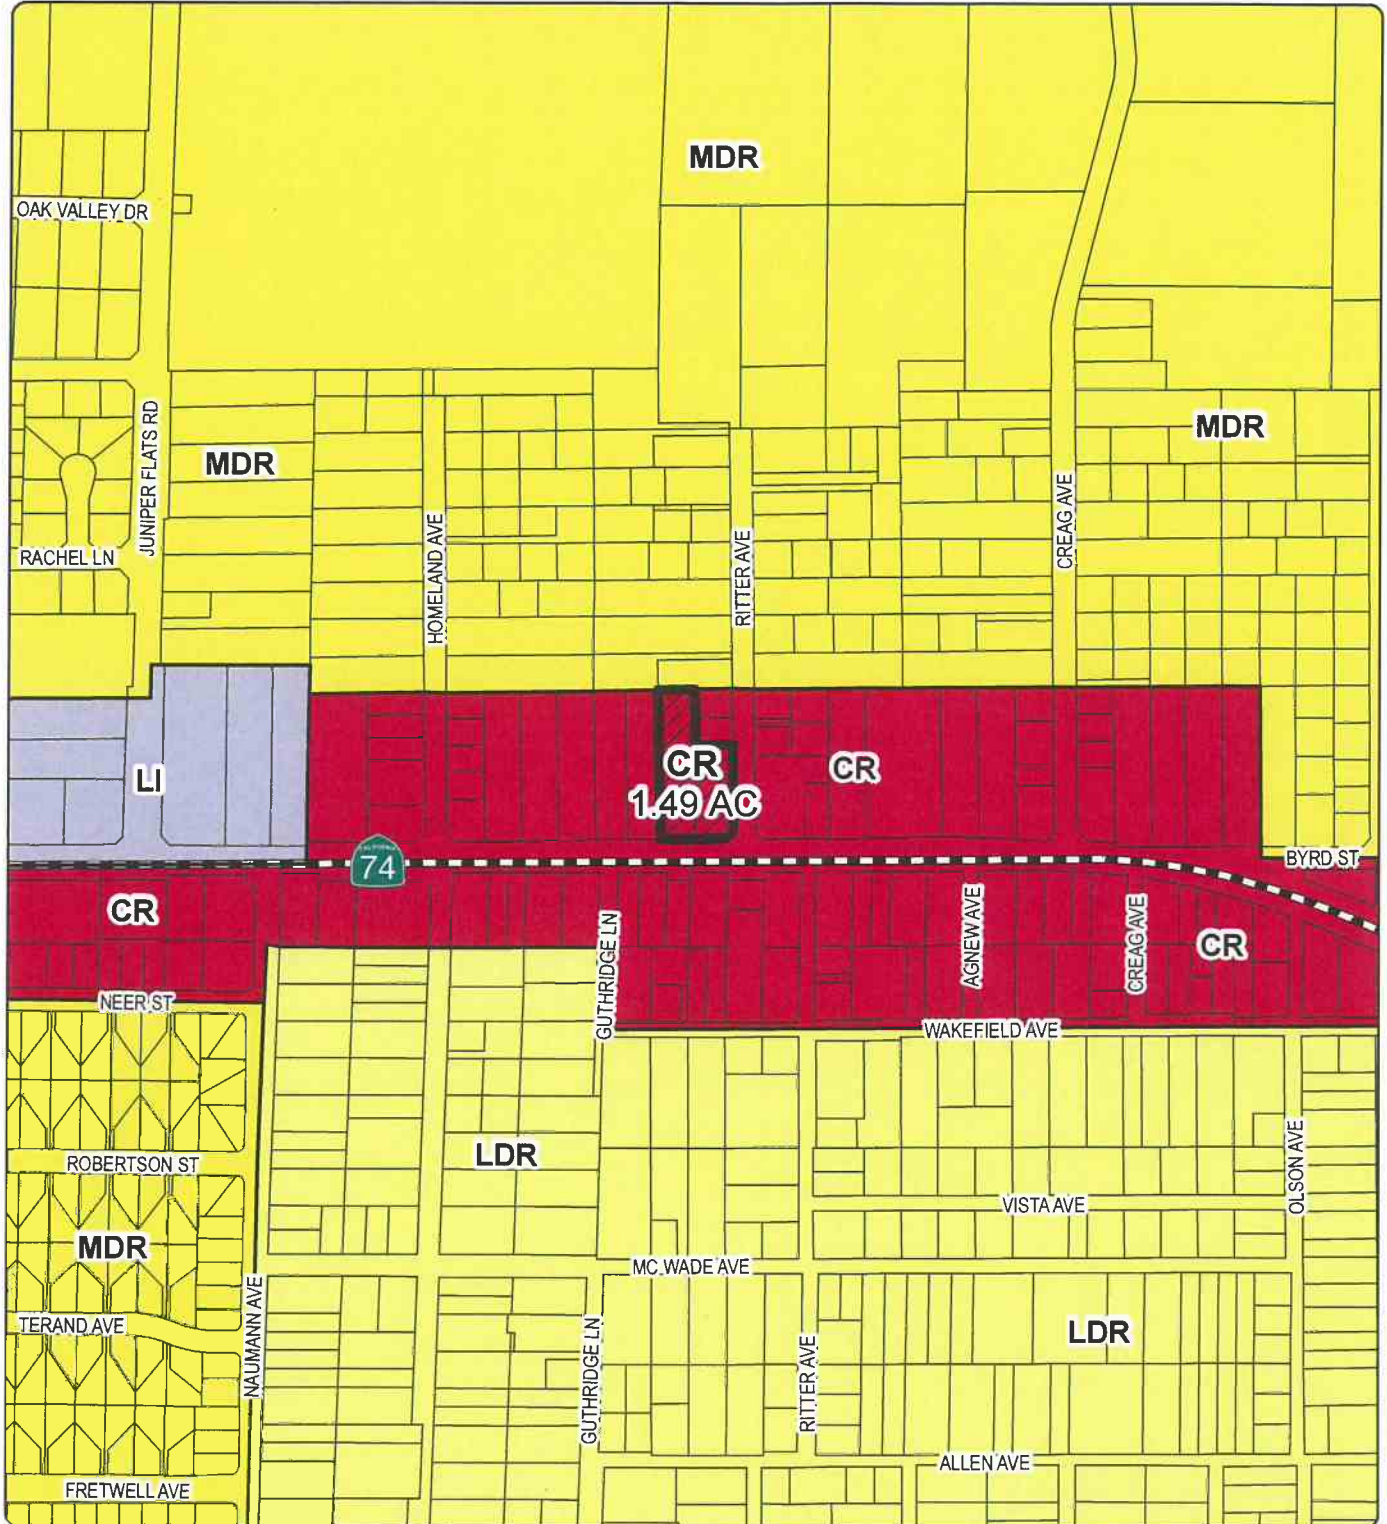 MDR
OAK VALLEY DR
JUNIPER FLATS RD
MDR
MDR
HOMELAND AVE
CREAG AVE
RITTER AVE
RACHEL LN
LI
CR
1.49 AC
CR
CALIFORNIA
74
BYRD ST
CR
GUTHRIDGE LN
AGNEW AVE
CREAG AVE
CR
NEER ST
WAKEFIELD AVE
LDR
ROBERTSON ST
OLSON AVE
VISTA AVE
MDR
MC WADE AVE
NAUMANN AVE
TERAND AVE
GUTHRIDGE LN
RITTER AVE
LDR
ALLEN AVE
FRETWELL AVE